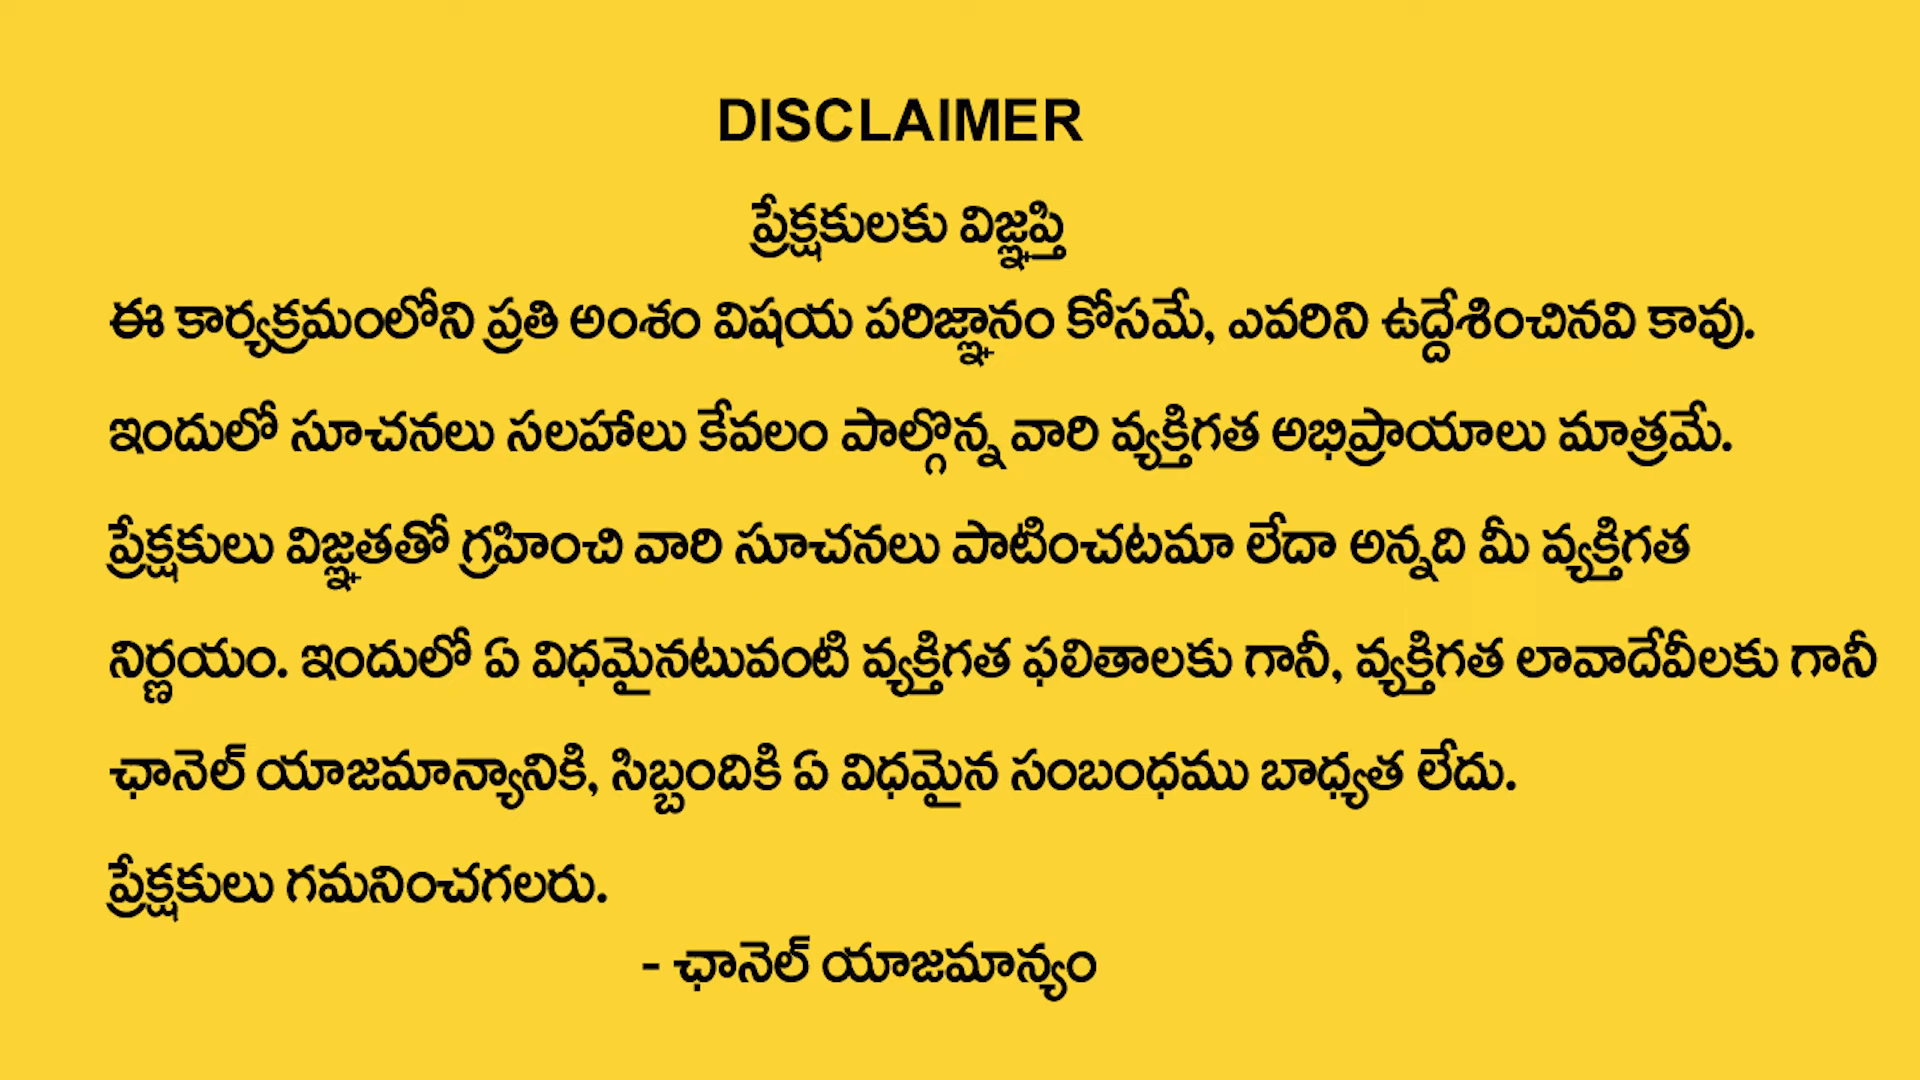 DISCLAIMER
ప్రేక్షకులకు విజ్ఞప్తి
ఈ కార్యక్రమంలోని ప్రతి అంశం విషయ పరిజ్ఞానం కోసమే, ఎవరిని ఉద్దేశించినవి కావు.
ఇందులో సూచనలు సలహాలు కేవలం పాల్గొన్న వారి వ్యక్తిగత అభిప్రాయాలు మాత్రమే.
ప్రేక్షకులు విజ్ఞతతో గ్రహించి వారి సూచనలు పాటించటమా లేదా అన్నది మీ వ్యక్తిగత
నిర్ణయం. ఇందులో ఏ విధమైనటువంటి వ్యక్తిగత ఫలితాలకు గానీ, వ్యక్తిగత లావాదేవీలకు గానీ
ఛానెల్ యాజమాన్యానికి, సిబ్బందికి ఏ విధమైన సంబంధము బాధ్యత లేదు.
ప్రేక్షకులు గమనించగలరు.
- ఛానెల్ యాజమాన్యం